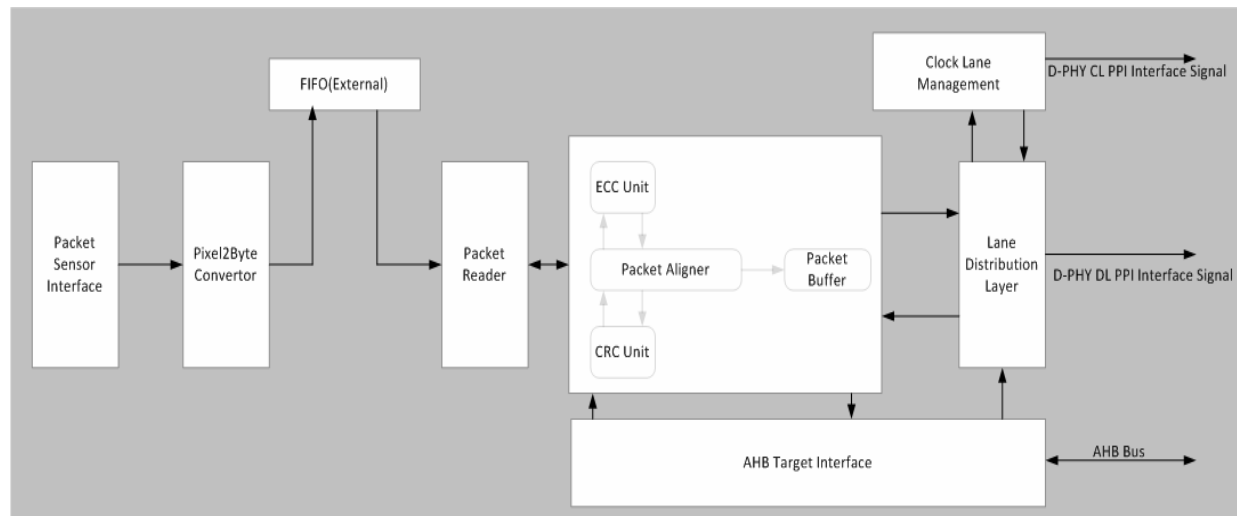 FIFO(External)
Clock Lane
Management
D-PHY CL PPI Interface Signal
Packet
Sensor
Interface
Pixel2Byte
Convertor
Packet
Reader
ECC Unit
Packet Aligner
Packet
Buffer
CRC Unit
Lane
Distribution
Layer
D-PHY DL PPI Interface Signal
AHB Target Interface
AHB Bus